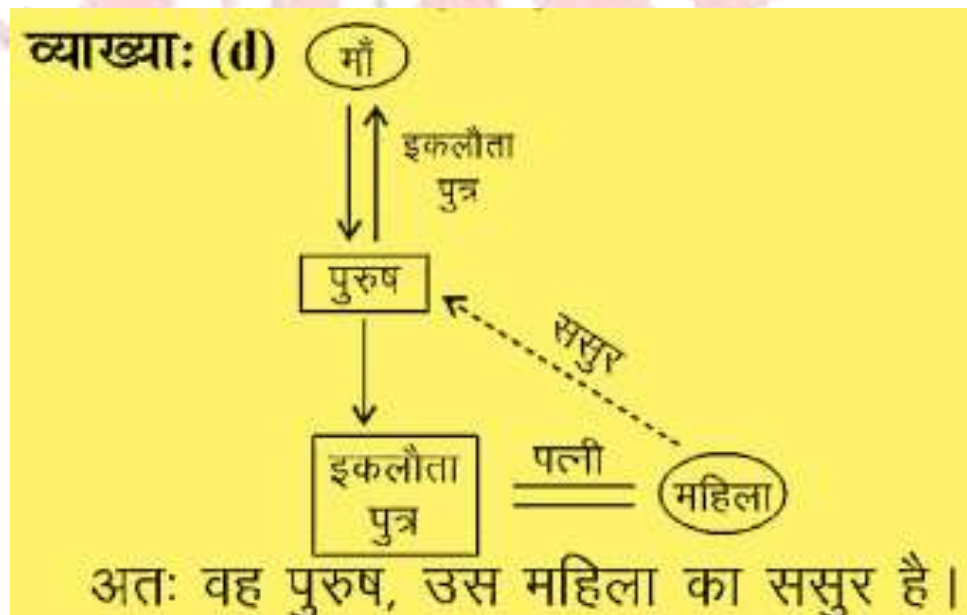 व्याख्याः (d)
माँ
इकलौता
पुत्र
पुरुष
ससुर
इकलौता
पुत्र
पत्नी
महिला
अतः वह पुरुष, उस महिला का ससुर है।